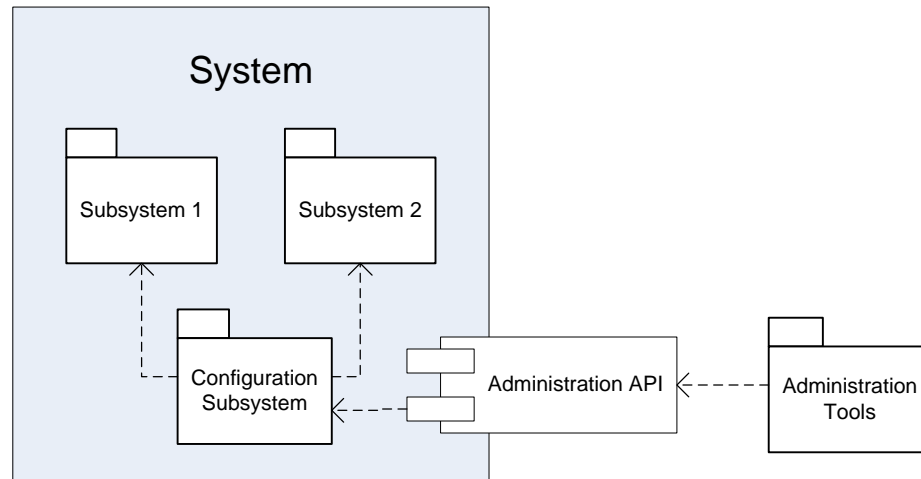 System
Subsystem 1
Subsystem 2
Configuration
Subsystem
Administration API
Administration
Tools